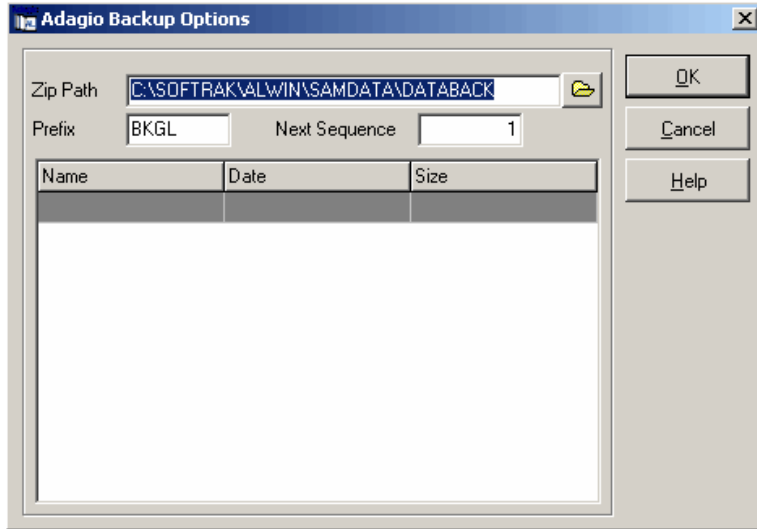 Adagio Backup Options
Zip Path C:\SOFTRAK\ALWIN\SAMDATA\DATABACK OK
Prefix BKGL Next Sequence 1 Cancel
Name Date Size Help